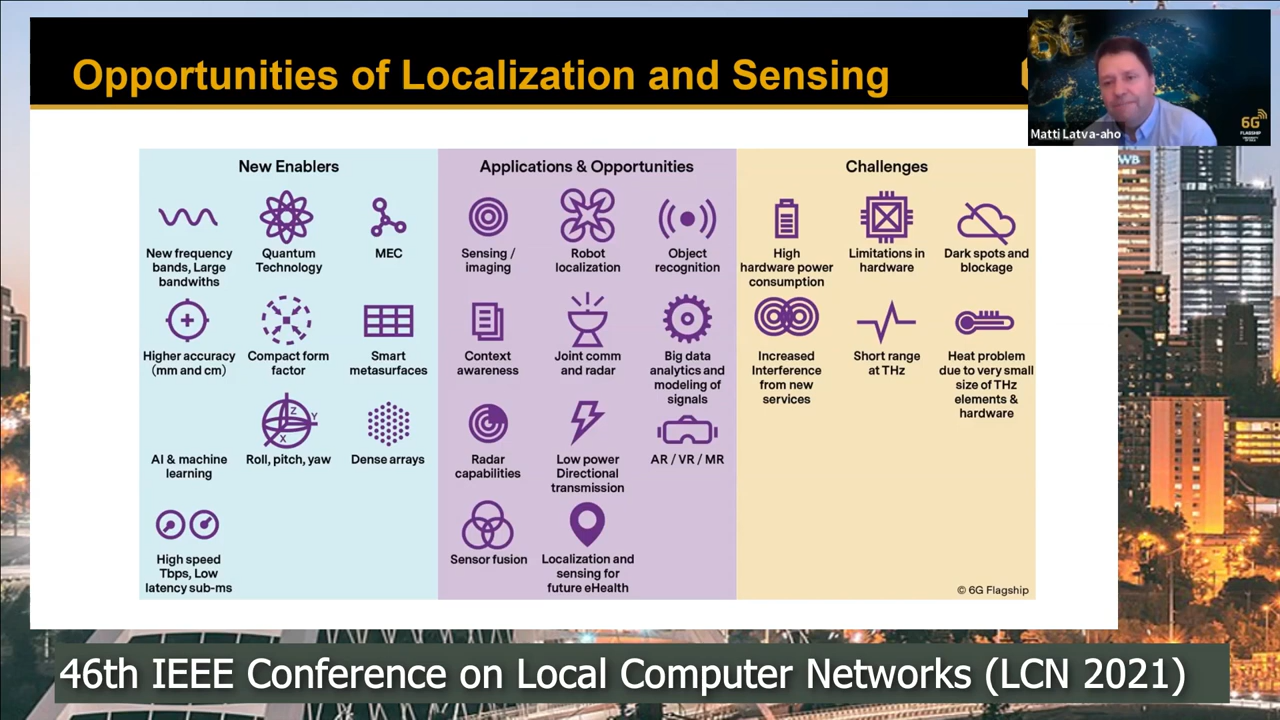 Opportunities of Localization and Sensing
6G
6G
FLAGSHIP
Matti Latva-aho
WB
New Enablers
New frequency
bands, Large
bandwiths
Quantum
Technology
MEC
Higher accuracy
(mm and cm)
Compact form
factor
Smart
metasurfaces
AI & machine
learning
Z
Y
X
Roll, pitch, yaw
Dense arrays
High speed
Tbps, Low
latency sub-ms
Applications & Opportunities
Sensing /
imaging
Robot
localization
Object
recognition
Context
awareness
Joint comm
and radar
Big data
analytics and
modeling of
signals
Radar
capabilities
Low power
Directional
transmission
AR / VR / MR
Sensor fusion
Localization and
sensing for
future eHealth
Challenges
High
hardware power
consumption
Limitations in
hardware
Dark spots and
blockage
Increased
Interference
from new
services
Short range
at THz
Heat problem
due to very small
size of THz
elements &
hardware
© 6G Flagship
46th IEEE Conference on Local Computer Networks (LCN 2021)